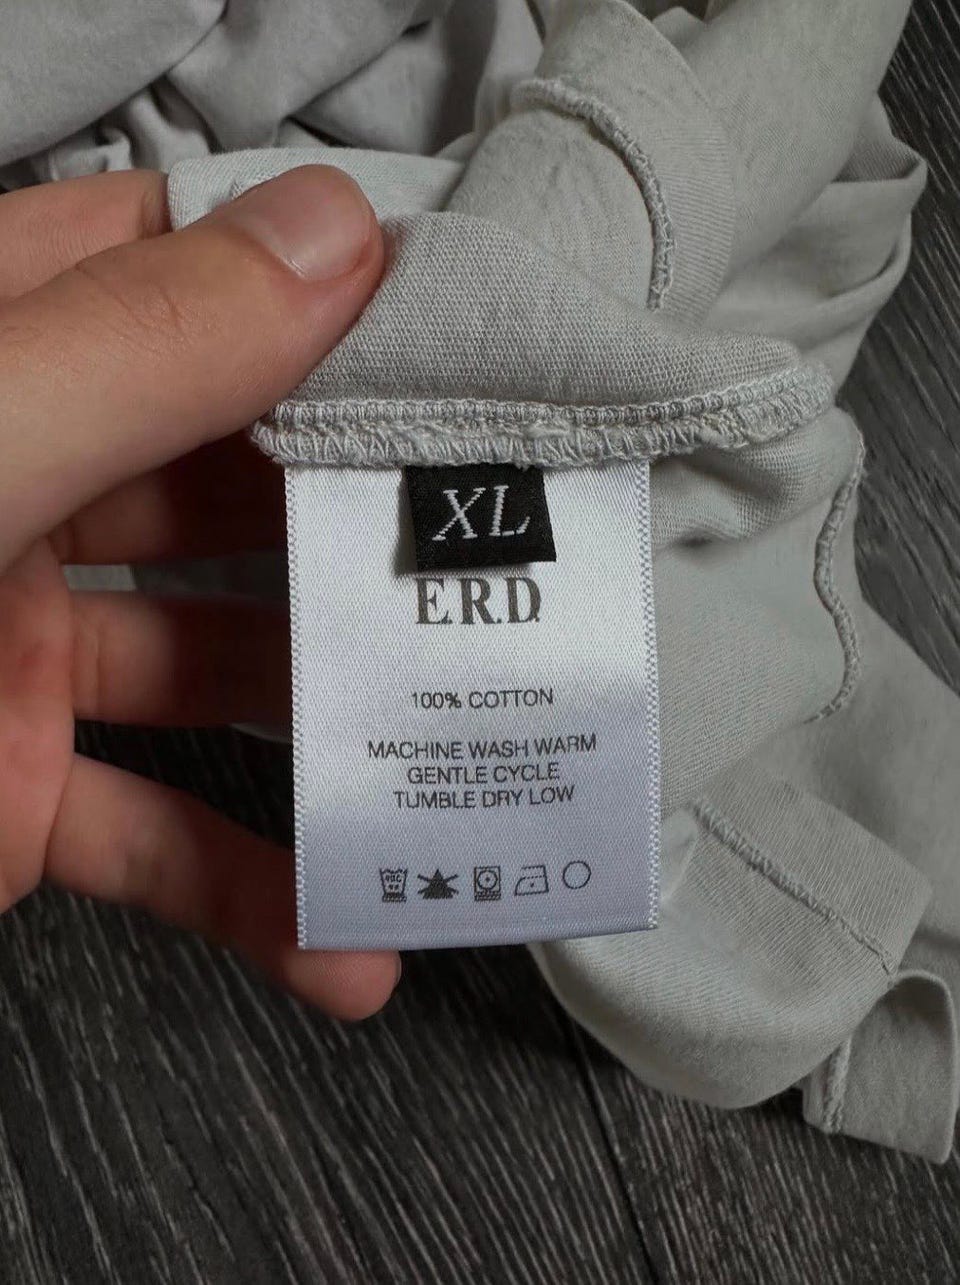 XL
E.R.D.
100% COTTON
MACHINE WASH WARM
GENTLE CYCLE
TUMBLE DRY LOW